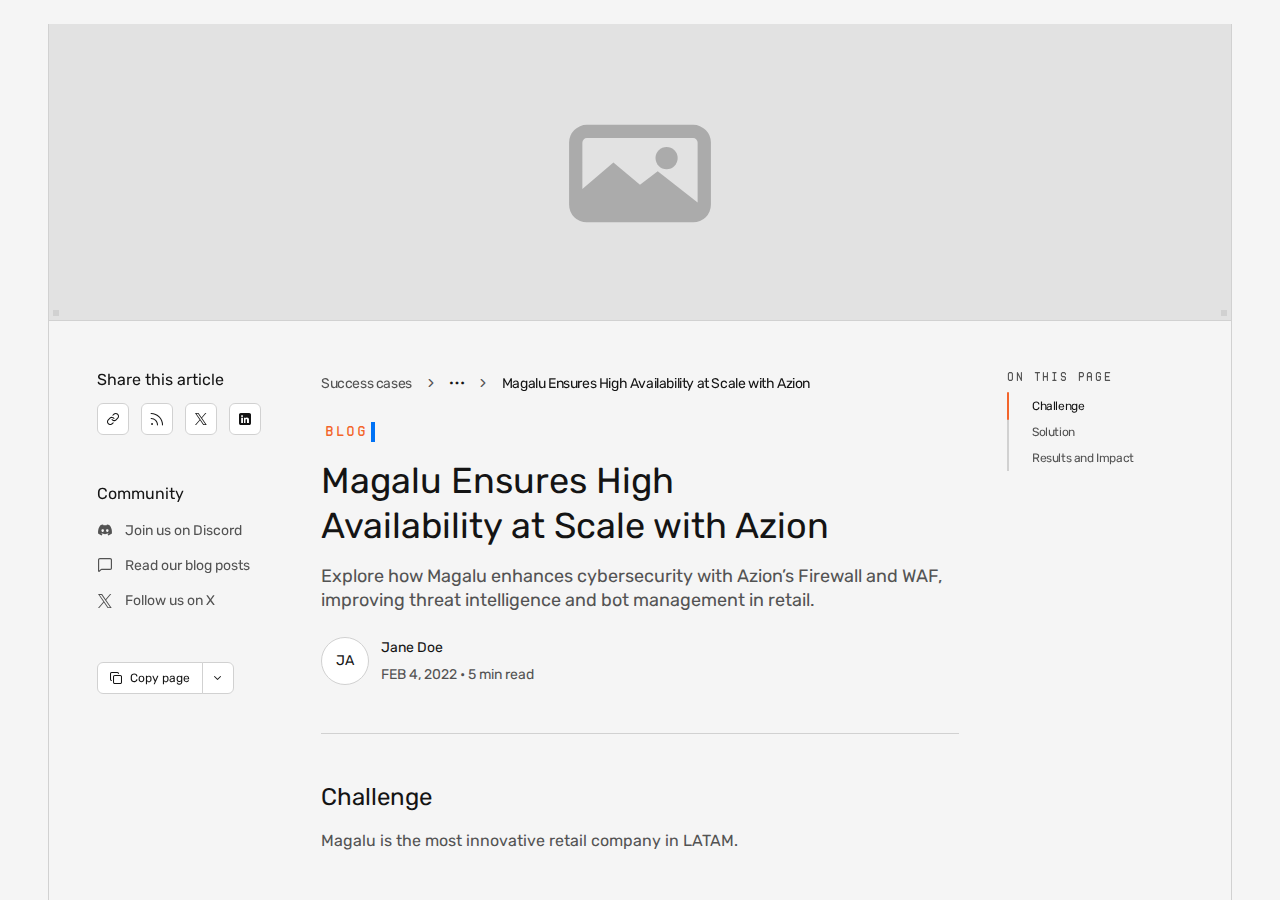 Share this article
Community
Join us on Discord
Read our blog posts
Follow us on X
Copy page
Success cases > ••• > Magalu Ensures High Availability at Scale with Azion
BLOG
Magalu Ensures High
Availability at Scale with Azion
Explore how Magalu enhances cybersecurity with Azion’s Firewall and WAF,
improving threat intelligence and bot management in retail.
JA
Jane Doe
FEB 4, 2022 • 5 min read
Challenge
Magalu is the most innovative retail company in LATAM.
ON THIS PAGE
Challenge
Solution
Results and Impact